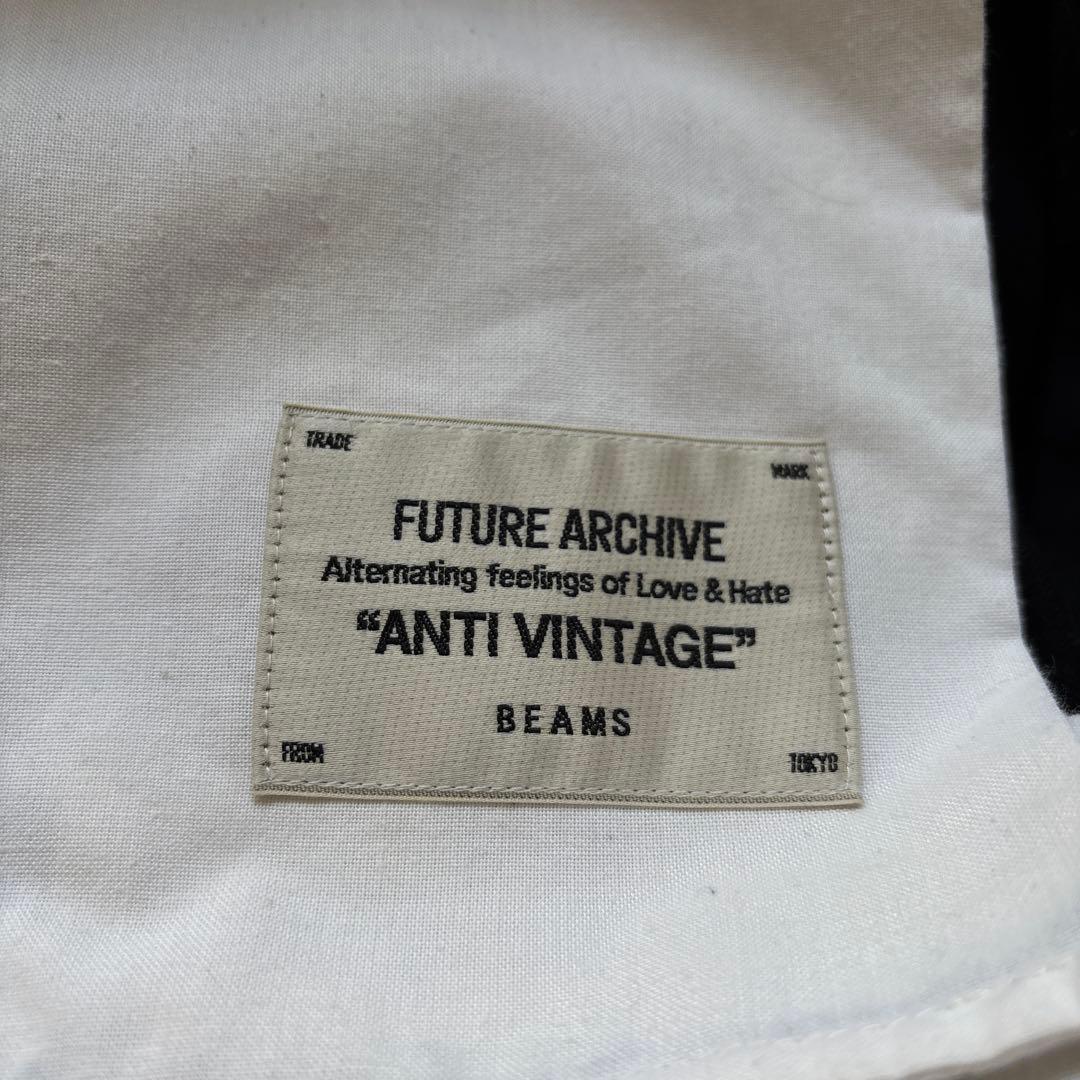 TRADE
MARK
FUTURE ARCHIVE
Alternating feelings of Love & Hate
“ANTI VINTAGE”
BEAMS
FROM
TOKYO